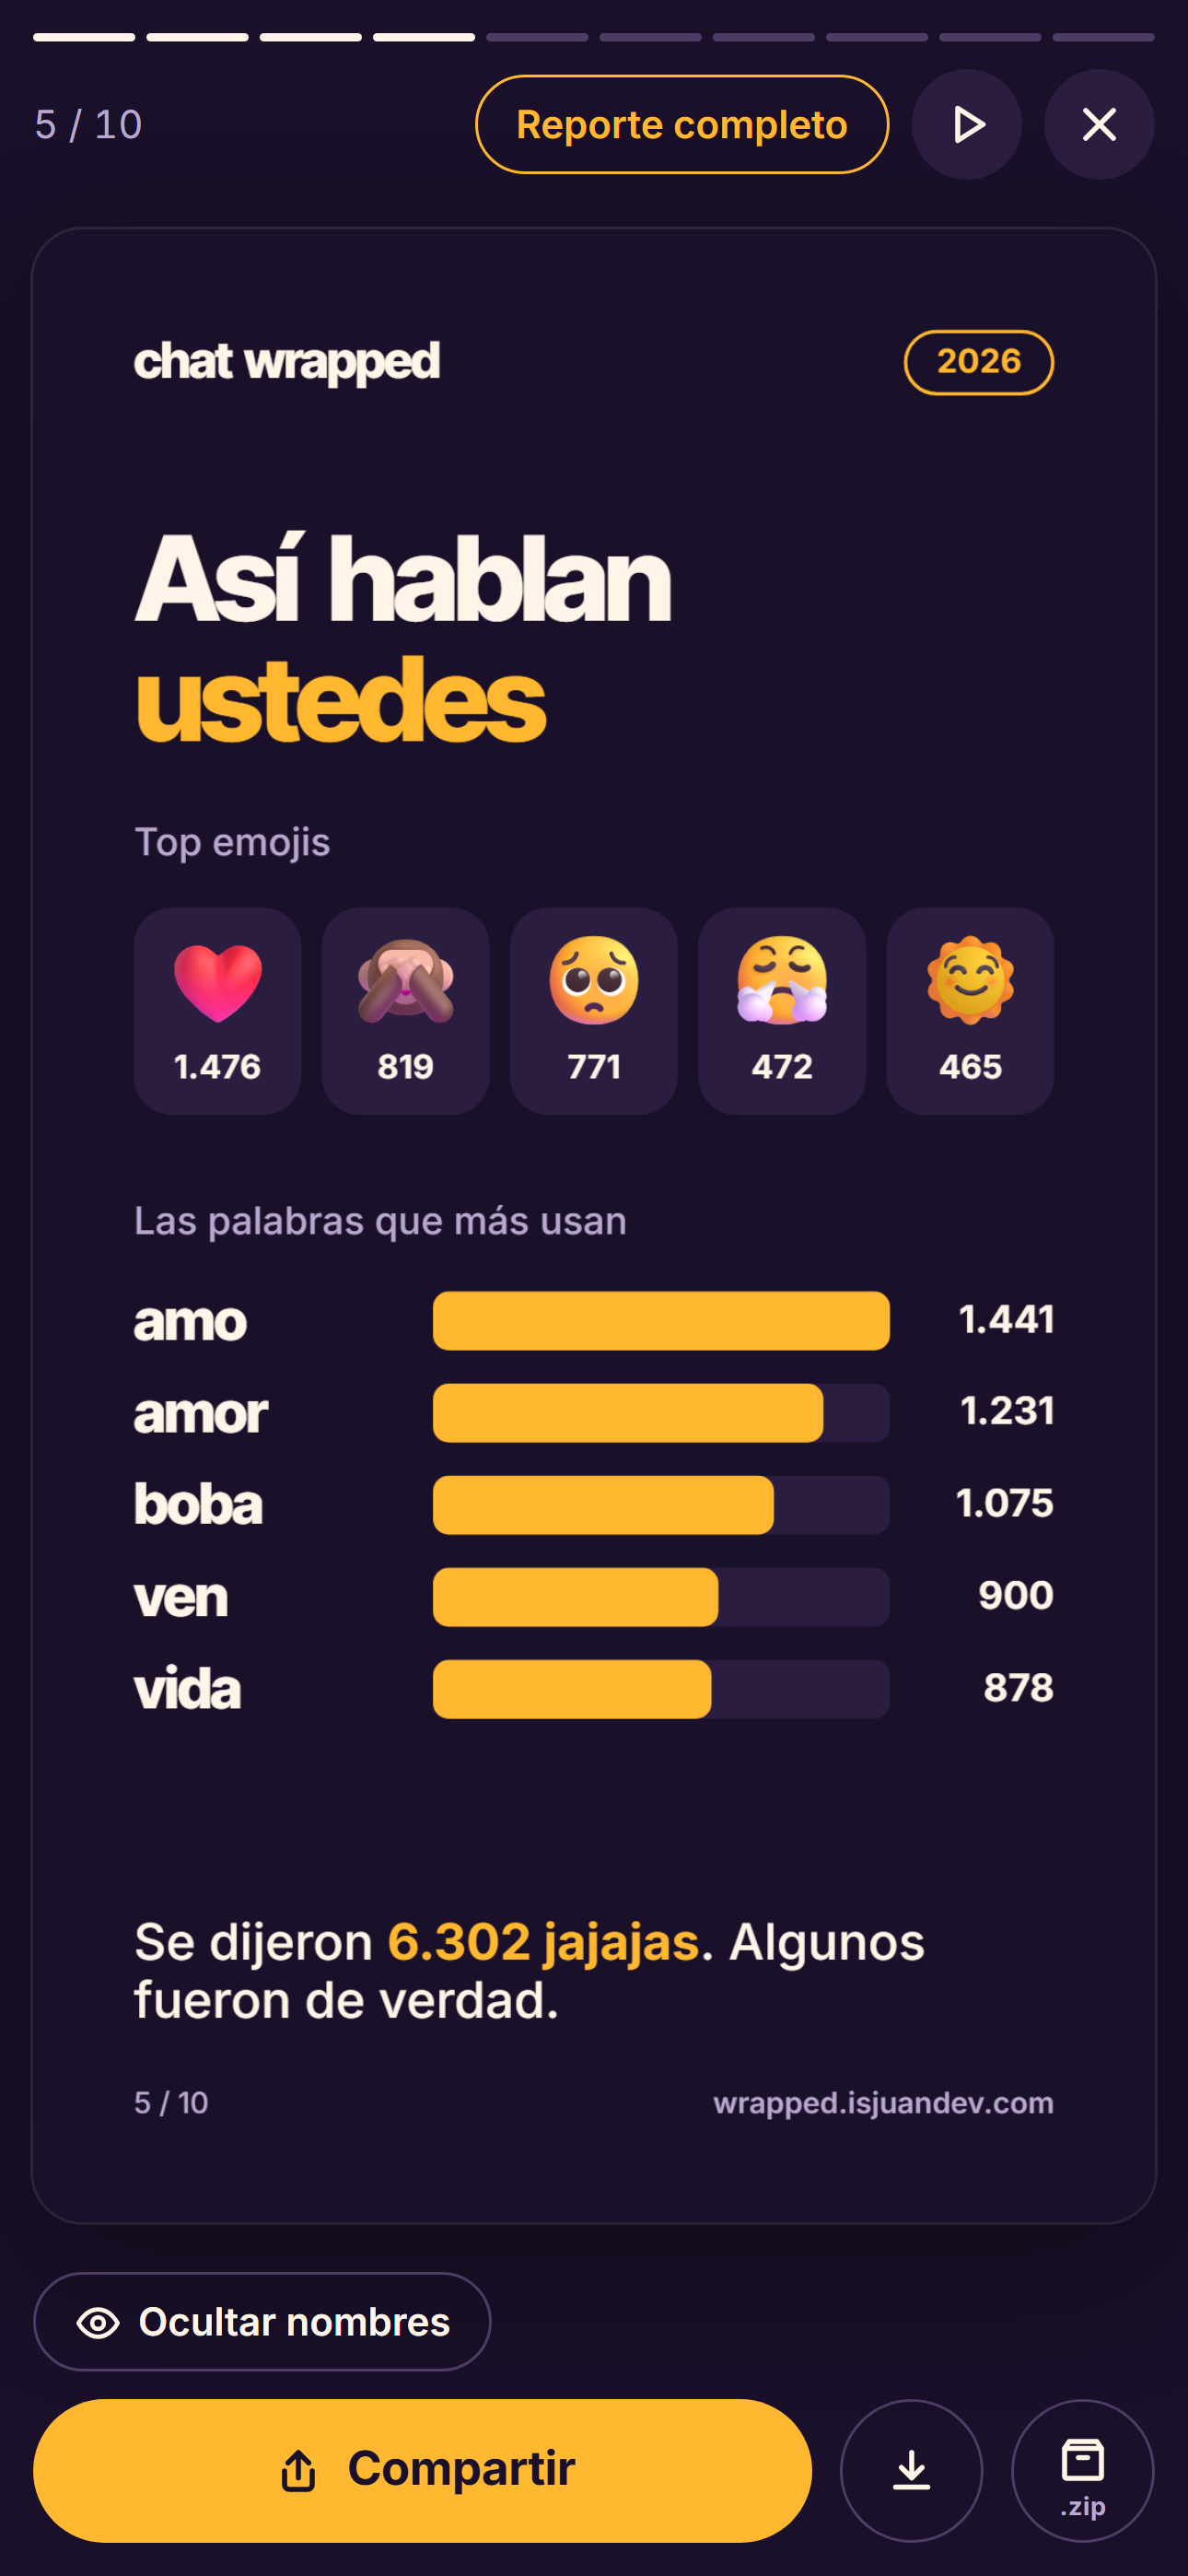 5 / 10
Reporte completo
chat wrapped
2026
Así hablan
ustedes
Top emojis
1.476
819
771
472
465
Las palabras que más usan
amo 1.441
amor 1.231
boba 1.075
ven 900
vida 878
Se dijeron 6.302 jajajas. Algunos
fueron de verdad.
5 / 10
wrapped.isjuandev.com
Ocultar nombres
Compartir
.zip